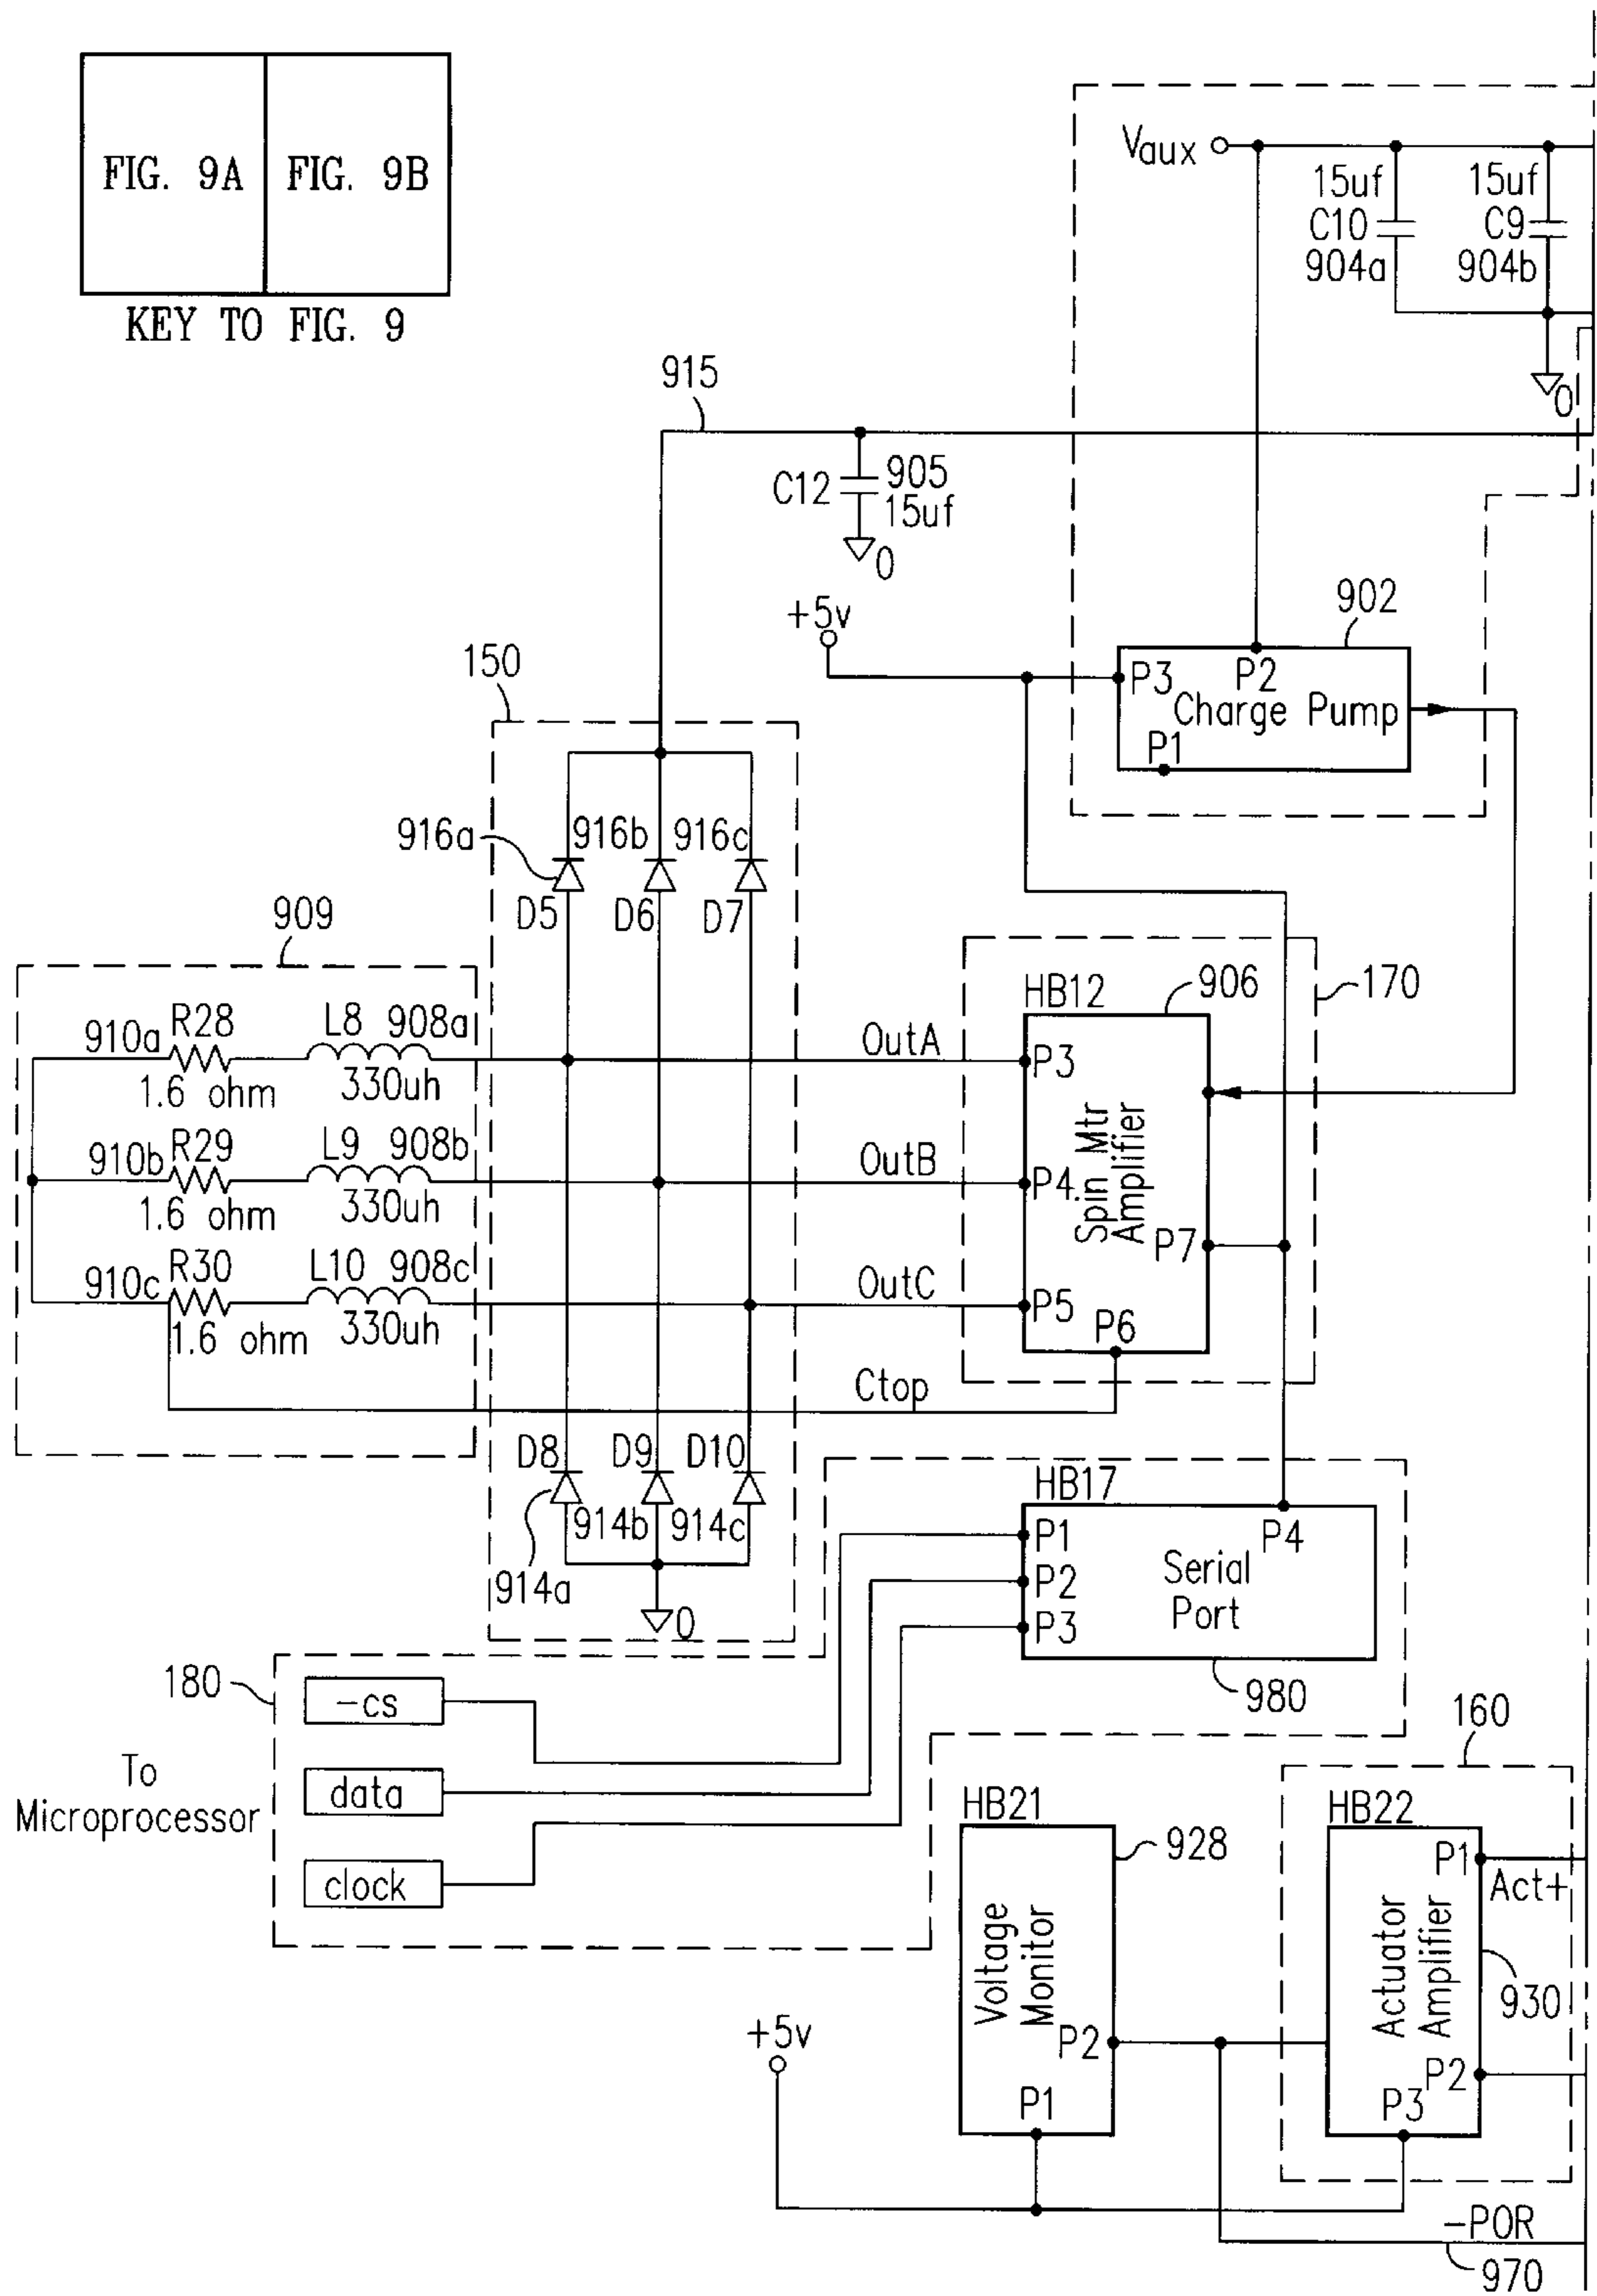 FIG. 9A
FIG. 9B
KEY TO FIG. 9
Vaux
15uf
C10
904a
15uf
C9
904b
0
915
C12
905
15uf
0
+5v
902
P3
P2
Charge Pump
P1
150
916a
916b
916c
D5
D6
D7
909
910a
R28
1.6 ohm
L8
908a
330uh
910b
R29
1.6 ohm
L9
908b
330uh
910c
R30
1.6 ohm
L10
908c
330uh
OutA
OutB
OutC
Ctop
HB12
906
170
P3
P4
P5
P6
P7
Spin Mtr
Amplifier
D8
D9
D10
914a
914b
914c
0
HB17
P1
P2
P3
P4
Serial
Port
980
180
-cs
data
clock
To
Microprocessor
HB21
928
Voltage
Monitor
P2
P1
+5v
160
HB22
P1
Act+
Actuator
Amplifier
930
P2
P3
-POR
970